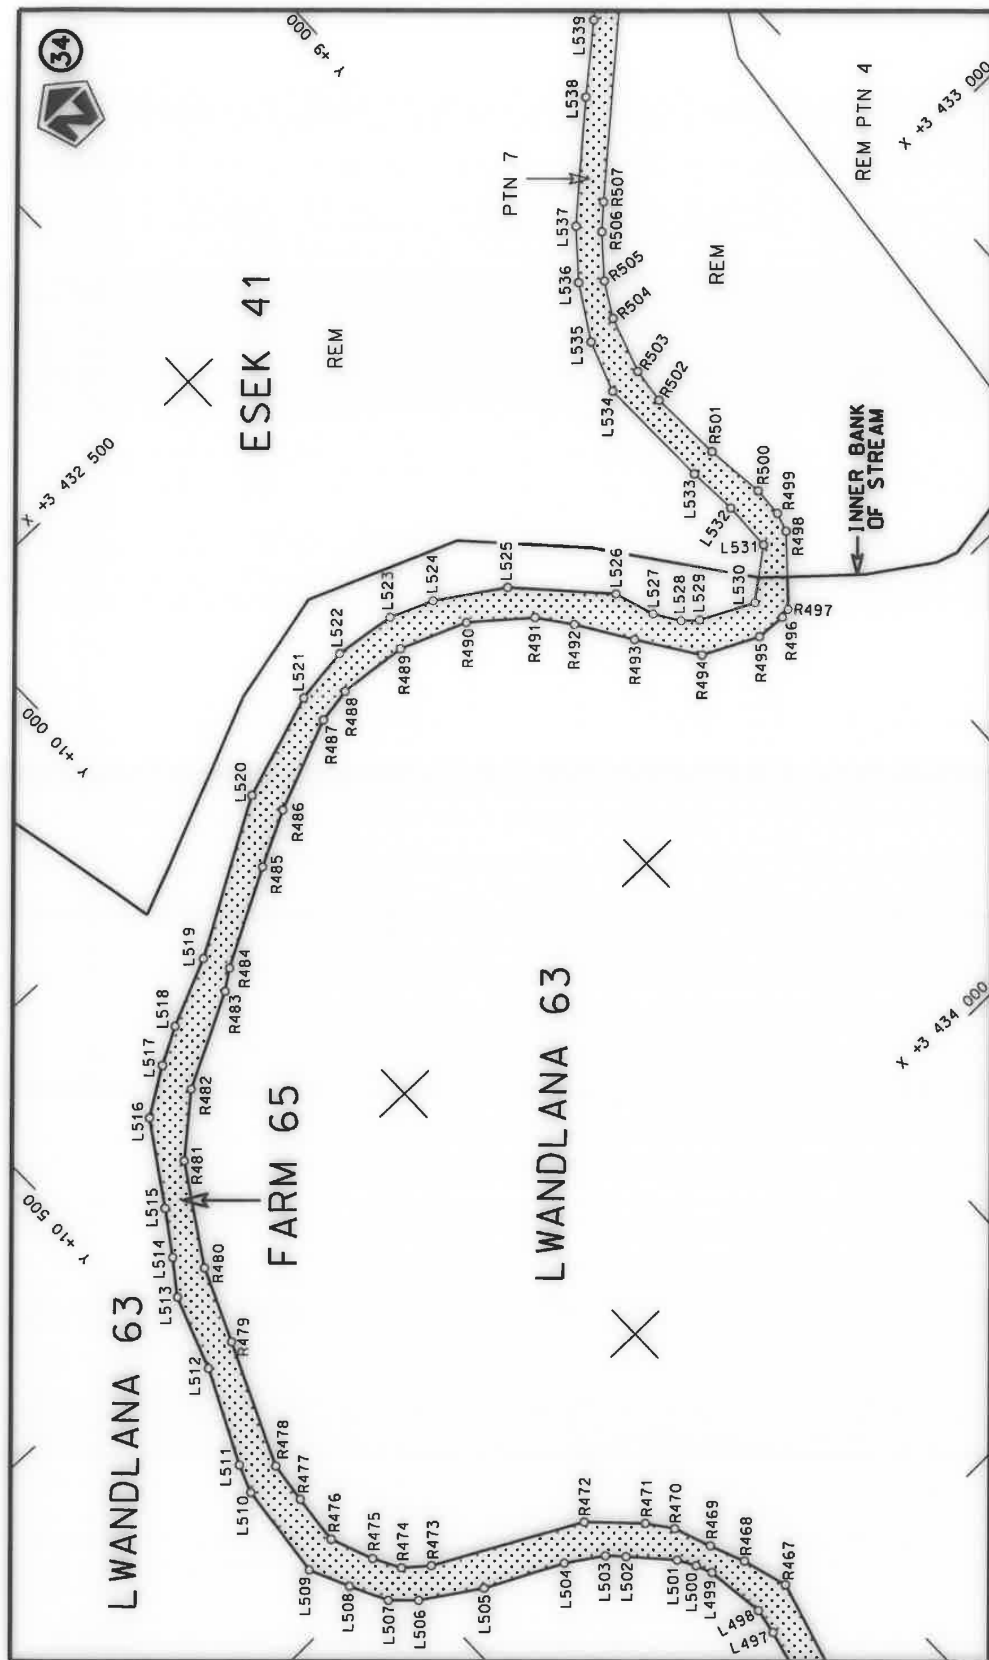 34
N
Y +9 000
X +3 432 500
Y +10 000
Y +10 500
X +3 433 000
X +3 434 000
ESEK 41
REM
PTN 7
REM
REM PTN 4
INNER BANK
OF STREAM
LWANDLANA 63
FARM 65
LWANDLANA 63
L497
L498
L499
L500
L501
L502
L503
L504
L505
L506
L507
L508
L509
L510
L511
L512
L513
L514
L515
L516
L517
L518
L519
L520
L521
L522
L523
L524
L525
L526
L527
L528
L529
L530
L531
L532
L533
L534
L535
L536
L537
L538
L539
R467
R468
R469
R470
R471
R472
R473
R474
R475
R476
R477
R478
R479
R480
R481
R482
R483
R484
R485
R486
R487
R488
R489
R490
R491
R492
R493
R494
R495
R496
R497
R498
R499
R500
R501
R502
R503
R504
R505
R506
R507